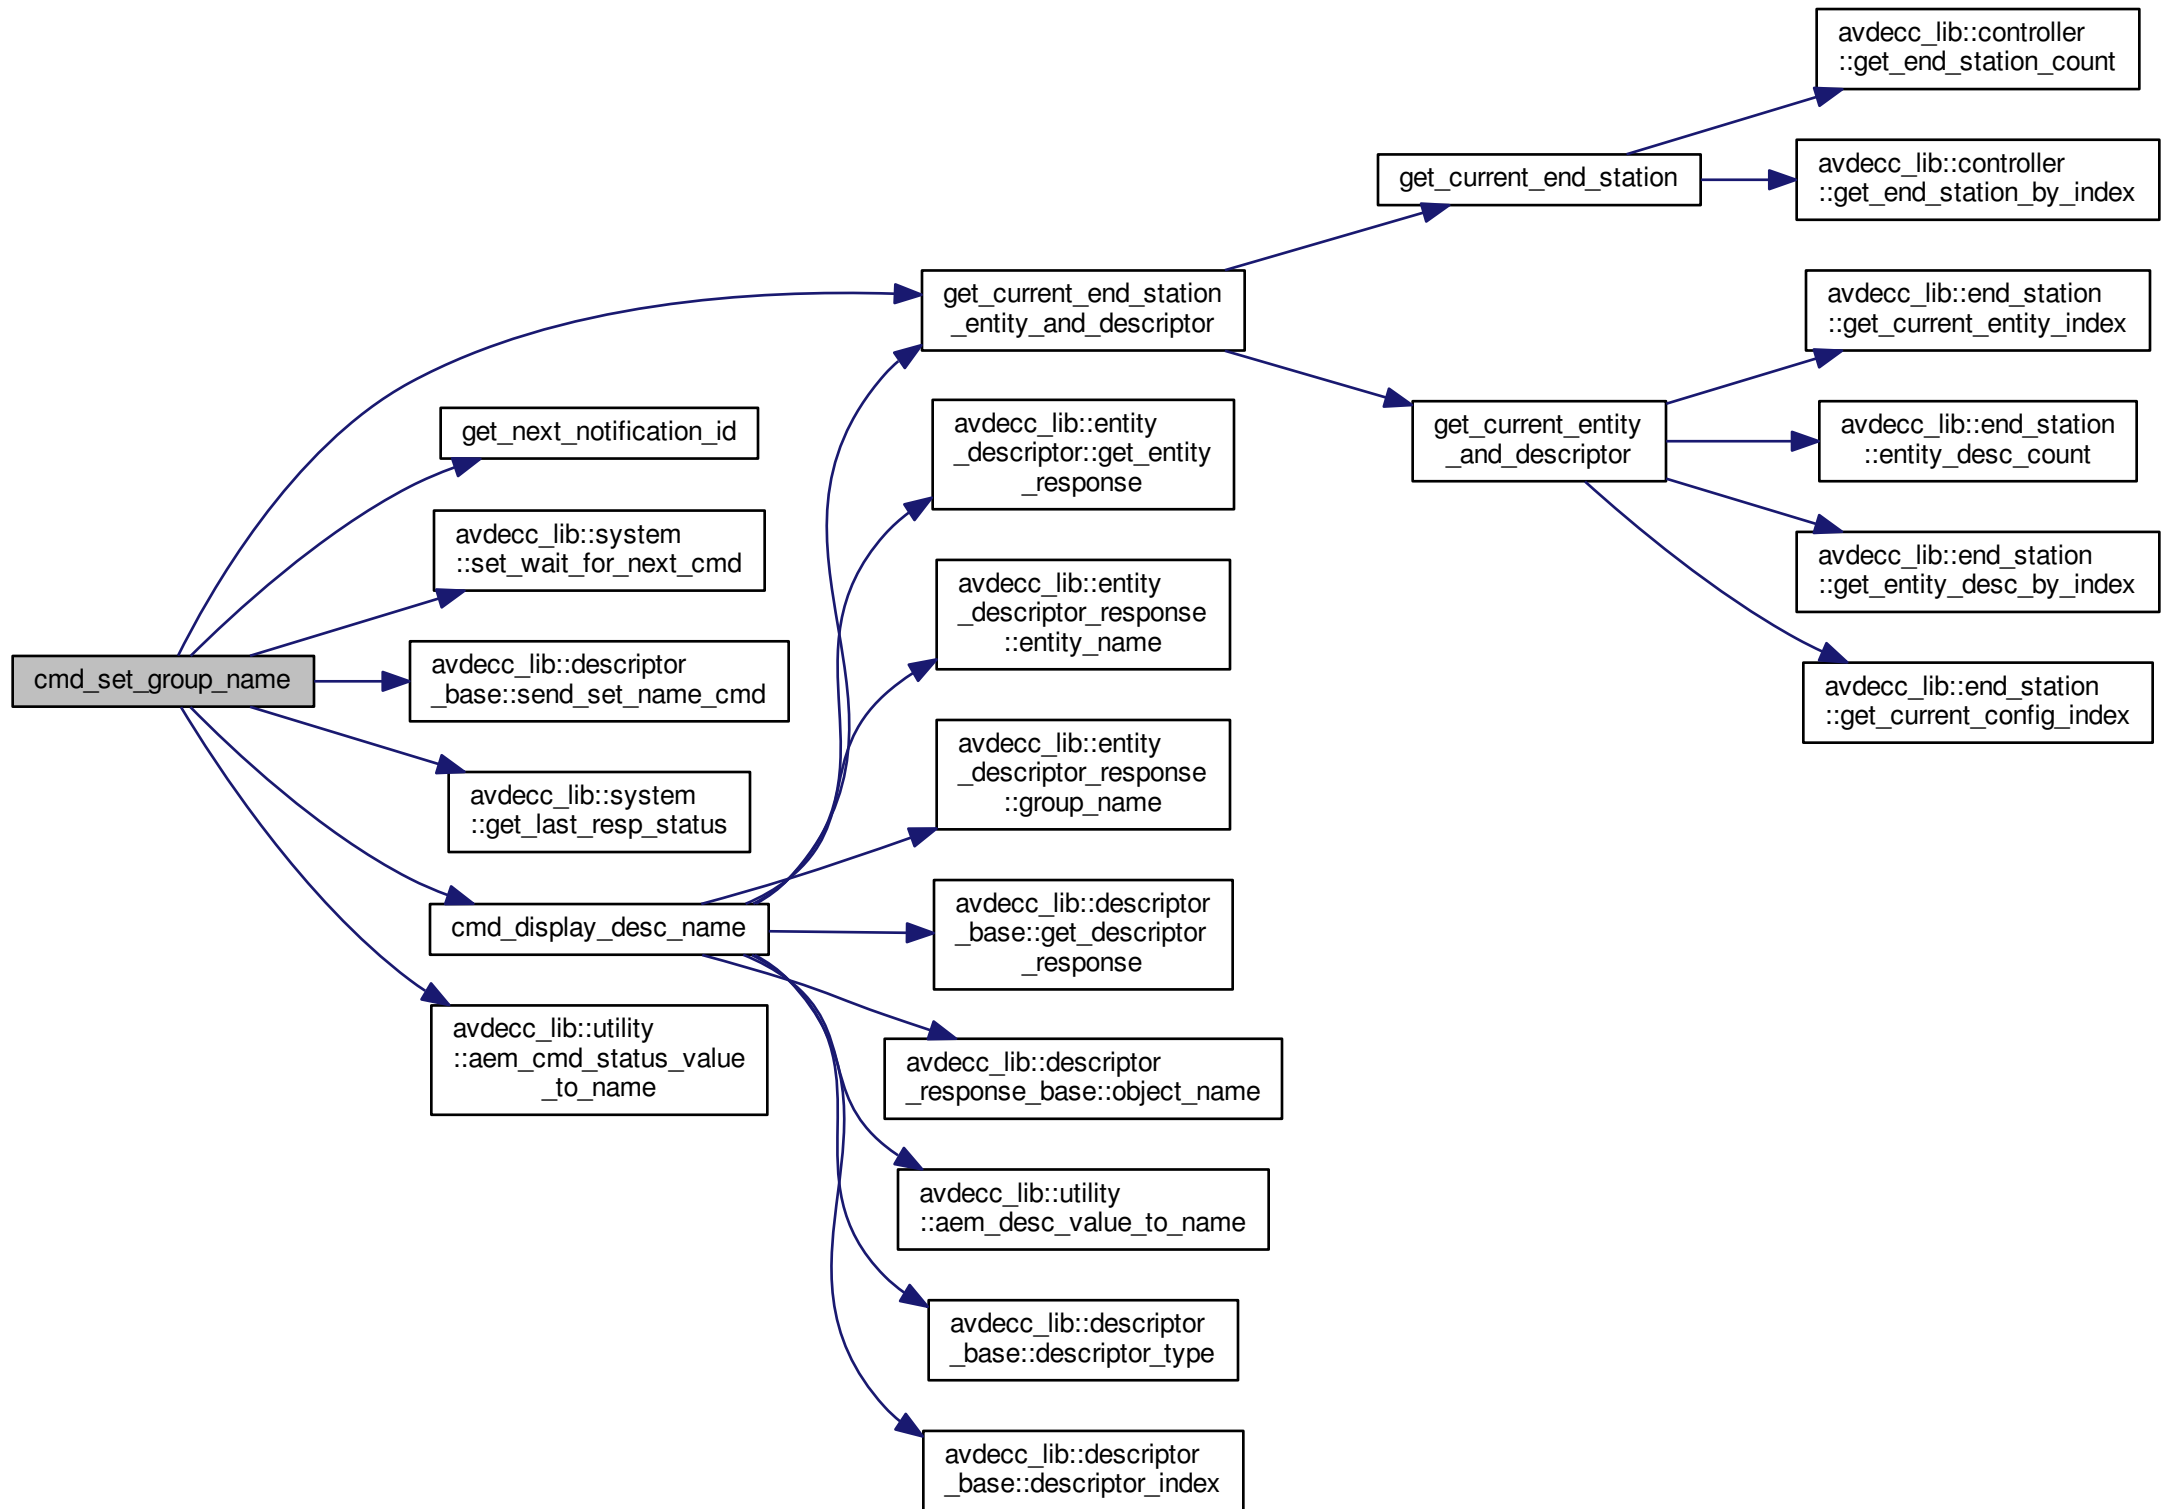 avdecc_lib::controller
::get_end_station_count
avdecc_lib::controller
::get_end_station_by_index
get_current_end_station
avdecc_lib::end_station
::get_current_entity_index
get_current_end_station
_entity_and_descriptor
avdecc_lib::end_station
::entity_desc_count
get_current_entity
_and_descriptor
avdecc_lib::entity
_descriptor::get_entity
_response
get_next_notification_id
avdecc_lib::system
::set_wait_for_next_cmd
avdecc_lib::end_station
::get_entity_desc_by_index
avdecc_lib::entity
_descriptor_response
::entity_name
cmd_set_group_name
avdecc_lib::descriptor
_base::send_set_name_cmd
avdecc_lib::end_station
::get_current_config_index
avdecc_lib::entity
_descriptor_response
::group_name
avdecc_lib::system
::get_last_resp_status
cmd_display_desc_name
avdecc_lib::descriptor
_base::get_descriptor
_response
avdecc_lib::utility
::aem_cmd_status_value
_to_name
avdecc_lib::descriptor
_response_base::object_name
avdecc_lib::utility
::aem_desc_value_to_name
avdecc_lib::descriptor
_base::descriptor_type
avdecc_lib::descriptor
_base::descriptor_index